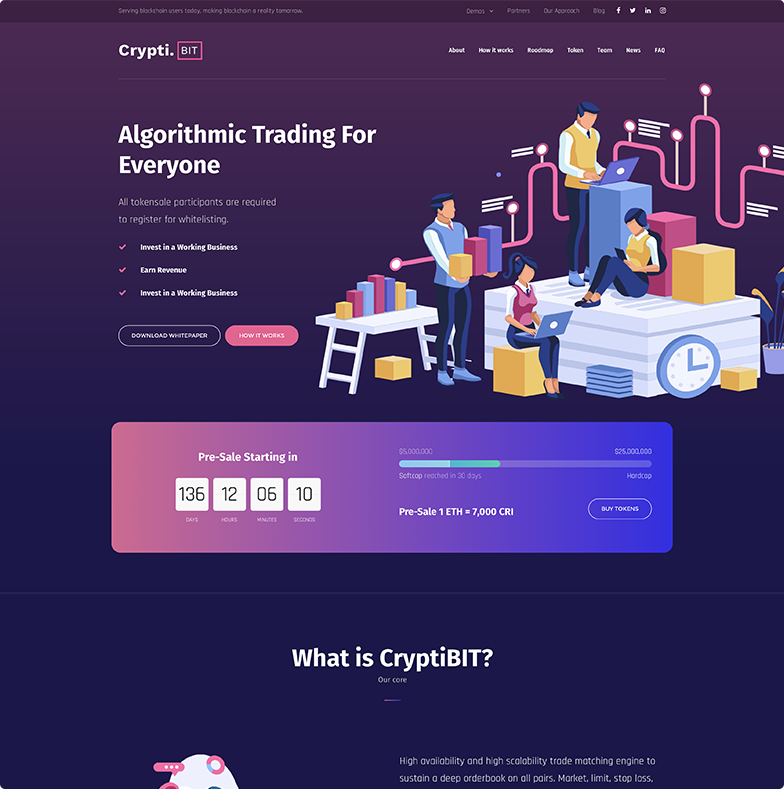 Serving blockchain users today, making blockchain a reality tomorrow.
Demos Partners Our Approach Blog
Crypti. BIT
About How it works Roadmap Token Team News FAQ
Algorithmic Trading For
Everyone
All tokensale participants are required
to register for whitelisting.
Invest in a Working Business
Earn Revenue
Invest in a Working Business
DOWNLOAD WHITEPAPER HOW IT WORKS
Pre-Sale Starting in
136 12 06 10
DAYS HOURS MINUTES SECONDS
$5,000,000 $25,000,000
Softcap reached in 30 days Hardcap
Pre-Sale 1 ETH = 7,000 CRI
BUY TOKENS
What is CryptiBIT?
Our core
High availability and high scalability trade matching engine to
sustain a deep orderbook on all pairs. Market, limit, stop loss,